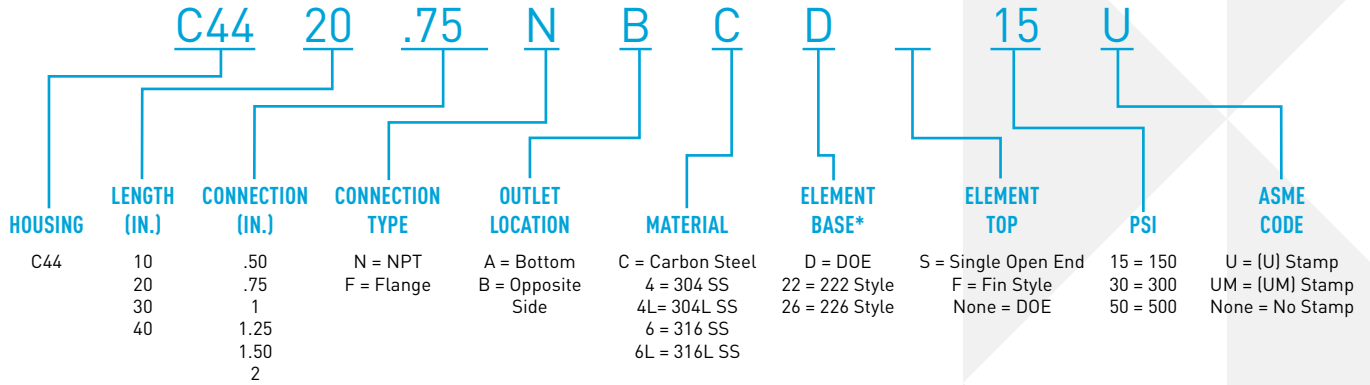 C44 20 .75 N B C D 15 U
HOUSING
C44
LENGTH
(IN.)
10
20
30
40
CONNECTION
(IN.)
.50
.75
1
1.25
1.50
2
CONNECTION
TYPE
N = NPT
F = Flange
OUTLET
LOCATION
A = Bottom
B = Opposite
Side
MATERIAL
C = Carbon Steel
4 = 304 SS
4L= 304L SS
6 = 316 SS
6L = 316L SS
ELEMENT
BASE*
D = DOE
22 = 222 Style
26 = 226 Style
ELEMENT
TOP
S = Single Open End
F = Fin Style
None = DOE
PSI
15 = 150
30 = 300
50 = 500
ASME
CODE
U = (U) Stamp
UM = (UM) Stamp
None = No Stamp